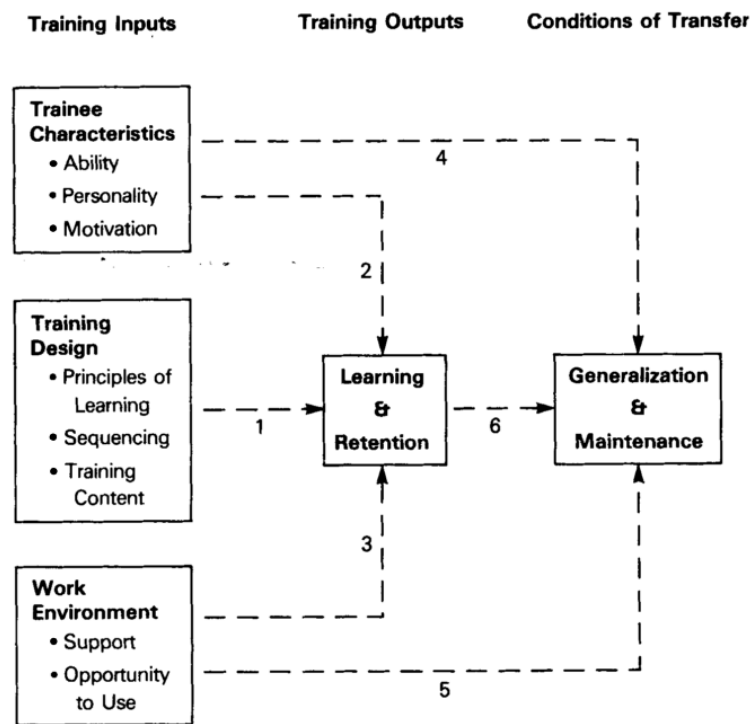 Training Inputs
Training Outputs
Conditions of Transfer
Trainee
Characteristics
• Ability
• Personality
• Motivation
4
2
Training
Design
• Principles of
Learning
• Sequencing
• Training
Content
1
Learning
&
Retention
6
Generalization
&
Maintenance
3
Work
Environment
• Support
• Opportunity
to Use
5